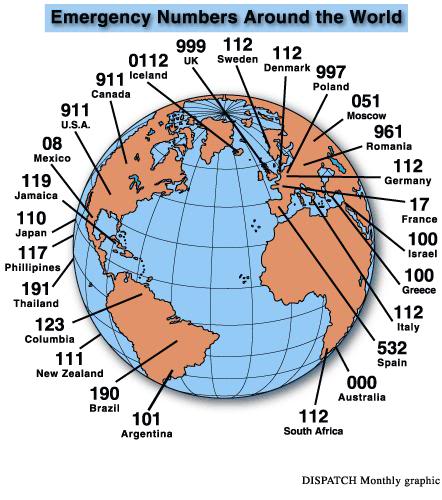 Emergency Numbers Around the World
0112
Iceland
999
UK
112
Sweden
112
Denmark
997
Poland
051
Moscow
961
Romania
112
Germany
17
France
100
Israel
100
Greece
112
Italy
532
Spain
000
Australia
112
South Africa
911
Canada
911
U.S.A.
08
Mexico
119
Jamaica
110
Japan
117
Phillipines
191
Thailand
123
Columbia
111
New Zealand
190
Brazil
101
Argentina
DISPATCH Monthly graphic